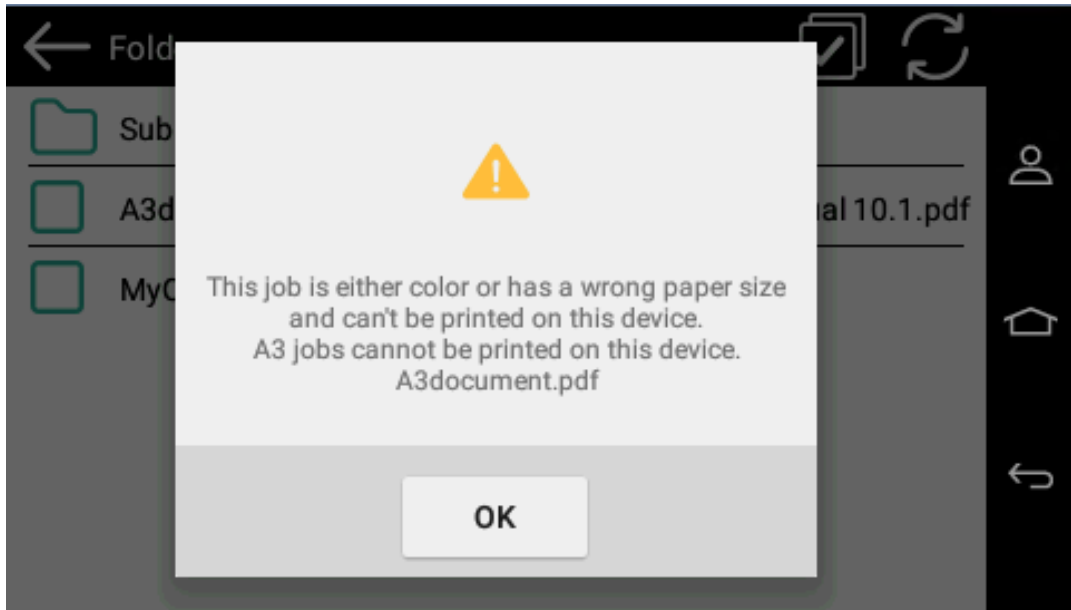 Fold
Sub
A3d
ual 10.1.pdf
MyC
This job is either color or has a wrong paper size
and can't be printed on this device.
A3 jobs cannot be printed on this device.
A3document.pdf
OK